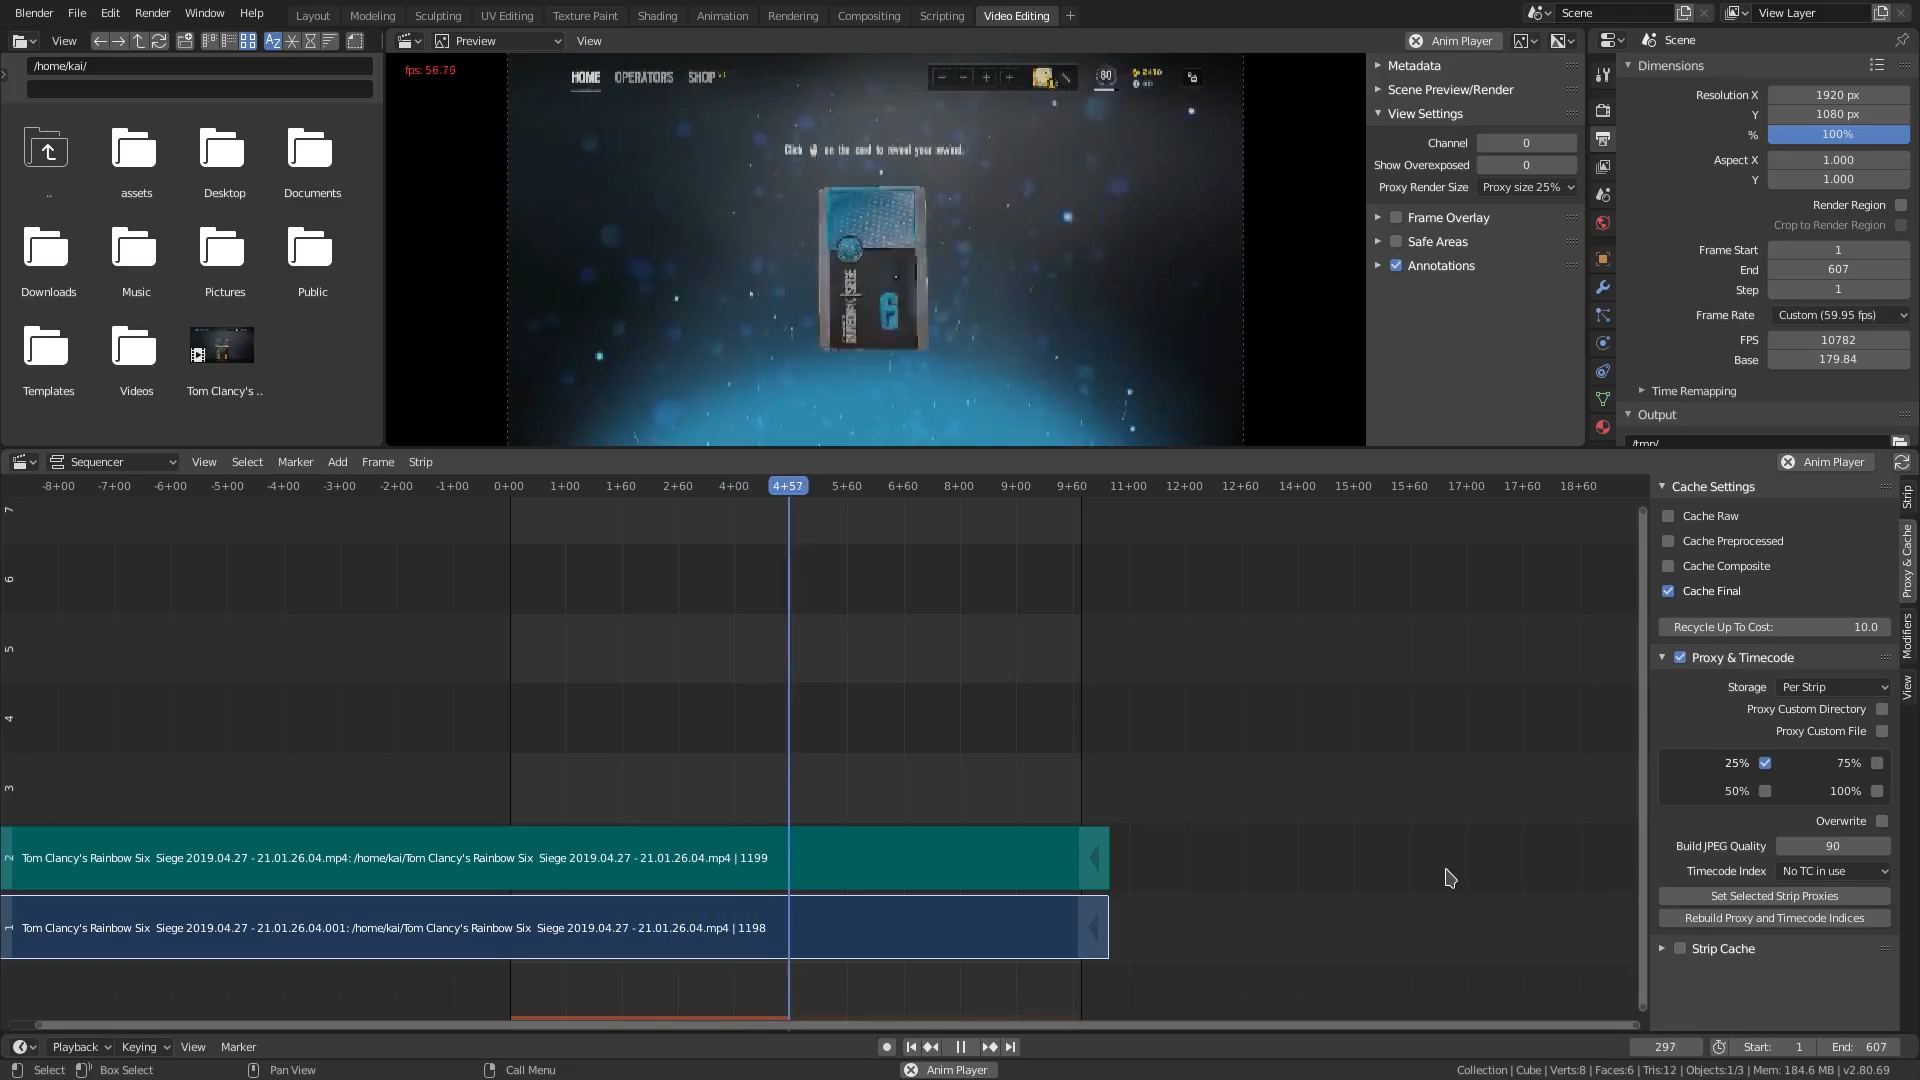 Blender File Edit Render Window Help Layout Modeling Sculpting UV Editing Texture Paint Shading Animation Rendering Compositing Scripting Video Editing + Scene View Layer
View Preview View Anim Player Scene
/home/kai/
..
assets
Desktop
Documents
Downloads
Music
Pictures
Public
Templates
Videos
Tom Clancy's ..
fps: 56.76
HOME OPERATORS SHOP
80
Click on the card to reveal your reward.
6
Metadata
Scene Preview/Render
View Settings
Channel 0
Show Overexposed 0
Proxy Render Size Proxy size 25%
Frame Overlay
Safe Areas
Annotations
Dimensions
Resolution X 1920 px
Y 1080 px
% 100%
Aspect X 1.000
Y 1.000
Render Region
Crop to Render Region
Frame Start 1
End 607
Step 1
Frame Rate Custom (59.95 fps)
FPS 10782
Base 179.84
Time Remapping
Output
/tmp/
Sequencer View Select Marker Add Frame Strip Anim Player
-8+00 -7+00 -6+00 -5+00 -4+00 -3+00 -2+00 -1+00 0+00 1+00 1+60 2+60 4+00 4+57 5+60 6+60 8+00 9+00 9+60 11+00 12+00 12+60 14+00 15+00 15+60 17+00 17+60 18+60
7
6
5
4
3
2 Tom Clancy's Rainbow Six  Siege 2019.04.27 - 21.01.26.04.mp4: /home/kai/Tom Clancy's Rainbow Six  Siege 2019.04.27 - 21.01.26.04.mp4 | 1199
1 Tom Clancy's Rainbow Six  Siege 2019.04.27 - 21.01.26.04.001: /home/kai/Tom Clancy's Rainbow Six  Siege 2019.04.27 - 21.01.26.04.mp4 | 1198
Cache Settings
Cache Raw
Cache Preprocessed
Cache Composite
Cache Final
Recycle Up To Cost: 10.0
Proxy & Timecode
Storage Per Strip
Proxy Custom Directory
Proxy Custom File
25% 75%
50% 100%
Overwrite
Build JPEG Quality 90
Timecode Index No TC in use
Set Selected Strip Proxies
Rebuild Proxy and Timecode Indices
Strip Cache
Strip
Proxy & Cache
Modifiers
View
Playback Keying View Marker 297 Start: 1 End: 607
Select Box Select Pan View Call Menu Anim Player Collection | Cube | Verts:8 | Faces:6 | Tris:12 | Objects:1/3 | Mem: 184.6 MB | v2.80.69